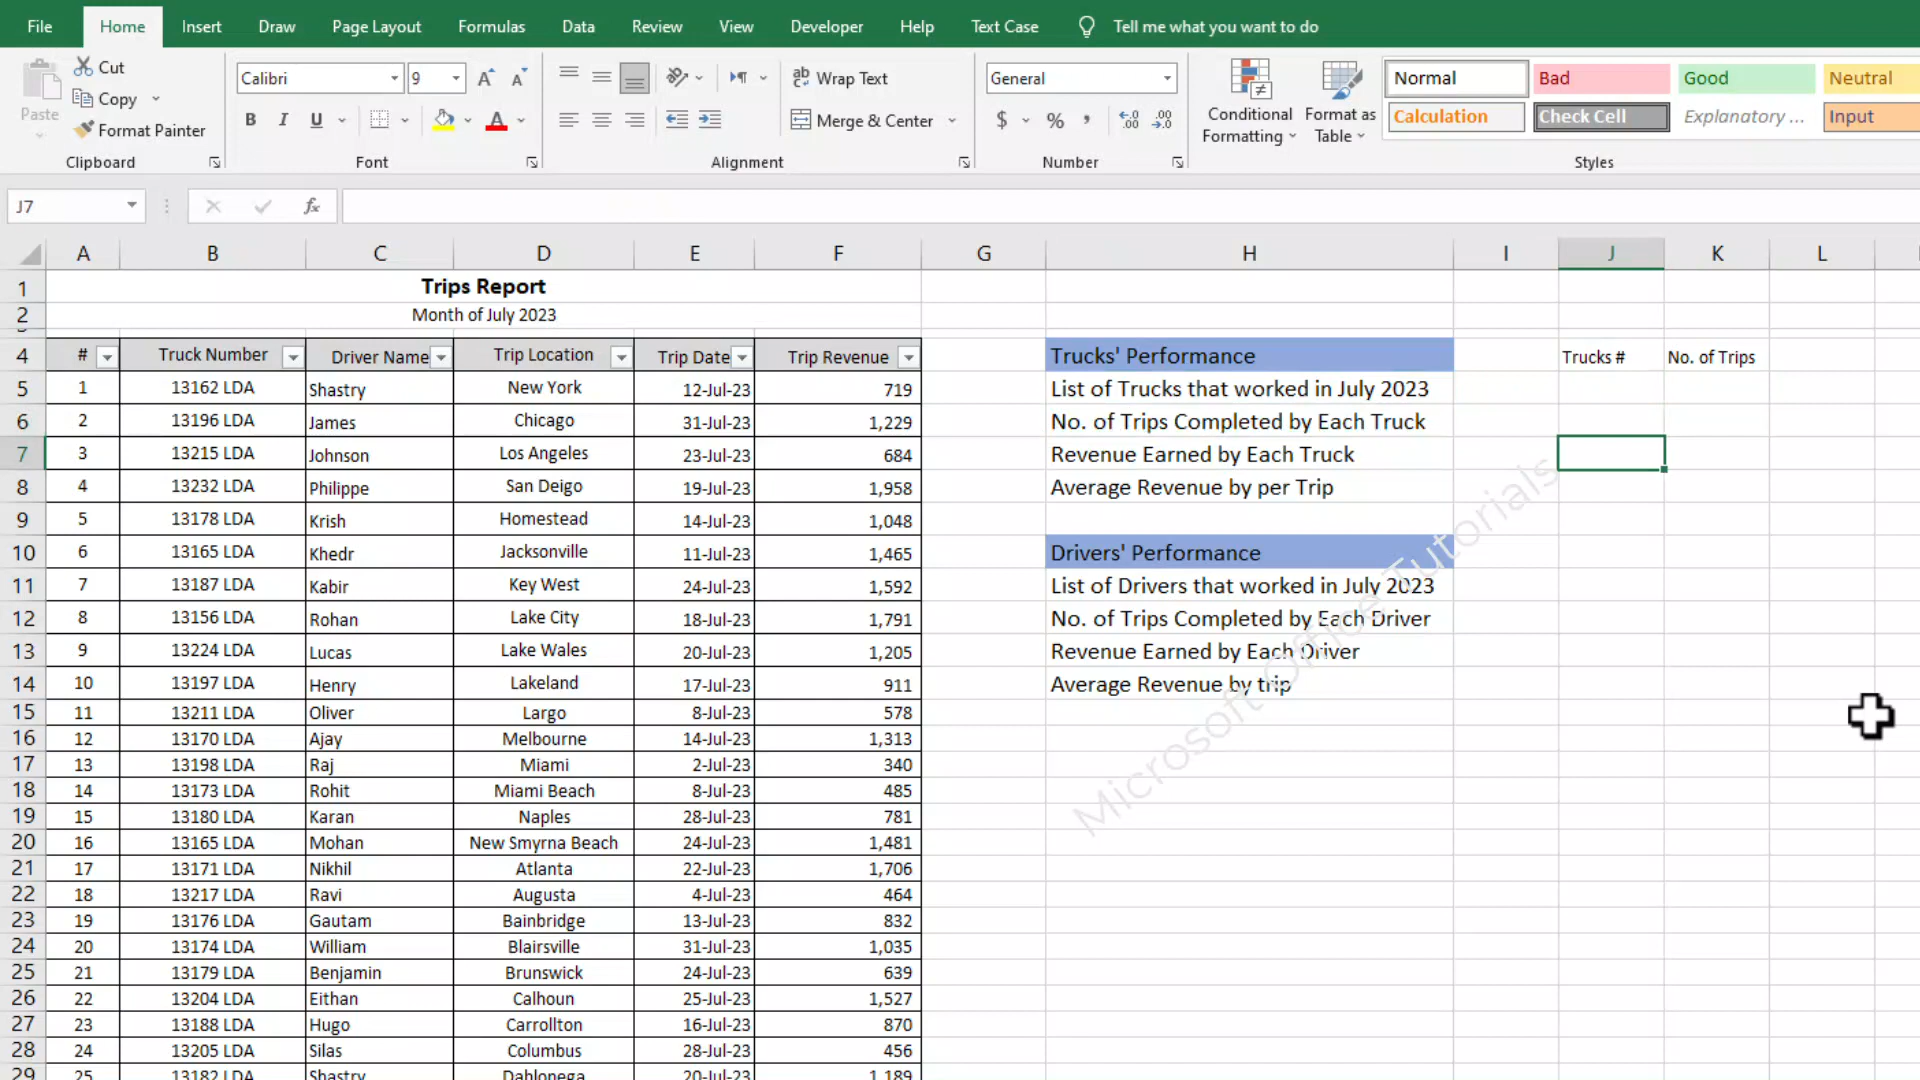 File Home Insert Draw Page Layout Formulas Data Review View Developer Help Text Case Tell me what you want to do
Paste Cut Copy Format Painter Clipboard
Calibri 9 B I U A Font
Wrap Text Merge & Center Alignment
General $ % , Number
Conditional Formatting Format as Table
Normal Bad Good Neutral
Calculation Check Cell Explanatory ... Input
Styles
J7 fx
A B C D E F G H I J K L
1 Trips Report
2 Month of July 2023
4 # Truck Number Driver Name Trip Location Trip Date Trip Revenue Trucks' Performance Trucks # No. of Trips
5 1 13162 LDA Shastry New York 12-Jul-23 719 List of Trucks that worked in July 2023
6 2 13196 LDA James Chicago 31-Jul-23 1,229 No. of Trips Completed by Each Truck
7 3 13215 LDA Johnson Los Angeles 23-Jul-23 684 Revenue Earned by Each Truck
8 4 13232 LDA Philippe San Deigo 19-Jul-23 1,958 Average Revenue by per Trip
9 5 13178 LDA Krish Homestead 14-Jul-23 1,048
10 6 13165 LDA Khedr Jacksonville 11-Jul-23 1,465 Drivers' Performance
11 7 13187 LDA Kabir Key West 24-Jul-23 1,592 List of Drivers that worked in July 2023
12 8 13156 LDA Rohan Lake City 18-Jul-23 1,791 No. of Trips Completed by Each Driver
13 9 13224 LDA Lucas Lake Wales 20-Jul-23 1,205 Revenue Earned by Each Driver
14 10 13197 LDA Henry Lakeland 17-Jul-23 911 Average Revenue by trip
15 11 13211 LDA Oliver Largo 8-Jul-23 578
16 12 13170 LDA Ajay Melbourne 14-Jul-23 1,313
17 13 13198 LDA Raj Miami 2-Jul-23 340
18 14 13173 LDA Rohit Miami Beach 8-Jul-23 485
19 15 13180 LDA Karan Naples 28-Jul-23 781
20 16 13165 LDA Mohan New Smyrna Beach 24-Jul-23 1,481
21 17 13171 LDA Nikhil Atlanta 22-Jul-23 1,706
22 18 13217 LDA Ravi Augusta 4-Jul-23 464
23 19 13176 LDA Gautam Bainbridge 13-Jul-23 832
24 20 13174 LDA William Blairsville 31-Jul-23 1,035
25 21 13179 LDA Benjamin Brunswick 24-Jul-23 639
26 22 13204 LDA Eithan Calhoun 25-Jul-23 1,527
27 23 13188 LDA Hugo Carrollton 16-Jul-23 870
28 24 13205 LDA Silas Columbus 28-Jul-23 456
29 25 13182 LDA Shastry Dahlonega 20-Jul-23 1,189
Microsoft Office Tutorials